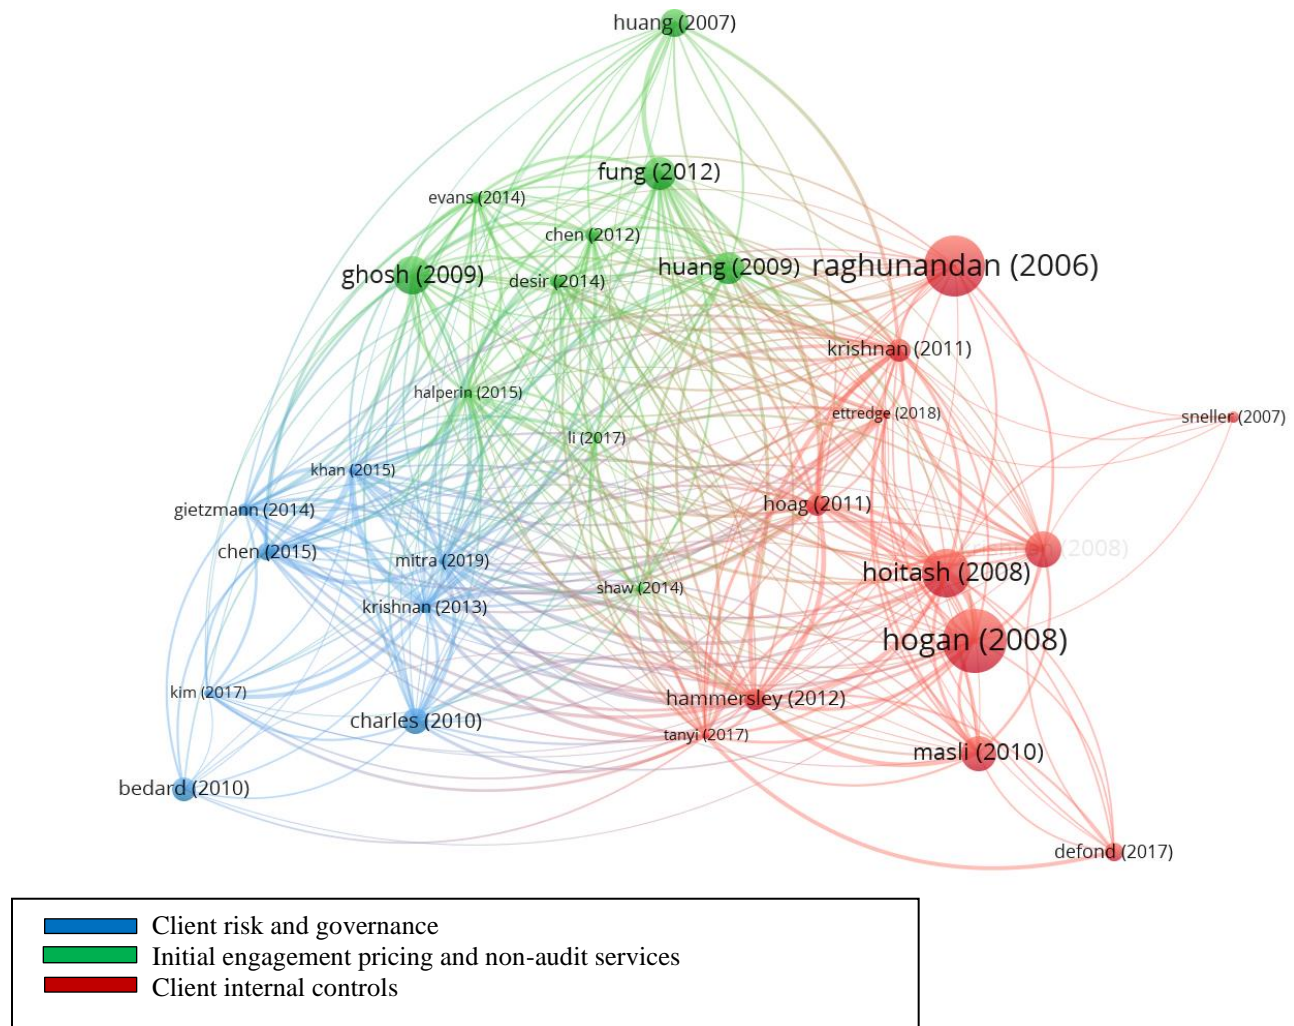 huang (2007)
fung (2012)
evans (2014)
chen (2012)
huang (2009)
raghunandan (2006)
ghosh (2009)
desir (2014)
krishnan (2011)
halperin (2015)
ettredge (2018)
sneller (2007)
li (2017)
khan (2015)
hoag (2011)
gietzmann (2014)
chen (2015)
(2008)
mitra (2019)
hoitash (2008)
shaw (2014)
krishnan (2013)
hogan (2008)
kim (2017)
hammersley (2012)
charles (2010)
tanyi (2017)
masli (2010)
bedard (2010)
defond (2017)
Client risk and governance
Initial engagement pricing and non-audit services
Client internal controls